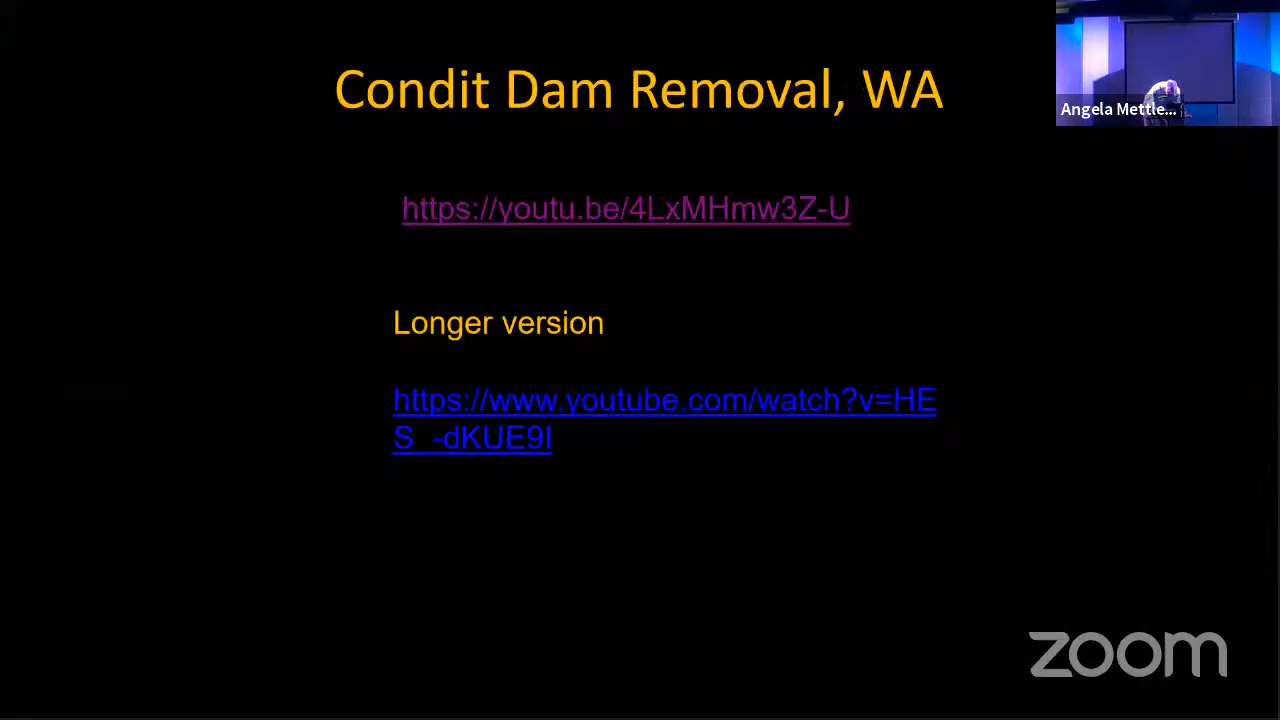 Condit Dam Removal, WA
Angela Mettle...
https://youtu.be/4LxMHmw3Z-U
Longer version
https://www.youtube.com/watch?v=HE
S_-dKUE9I
zoom